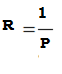 R = 1/P